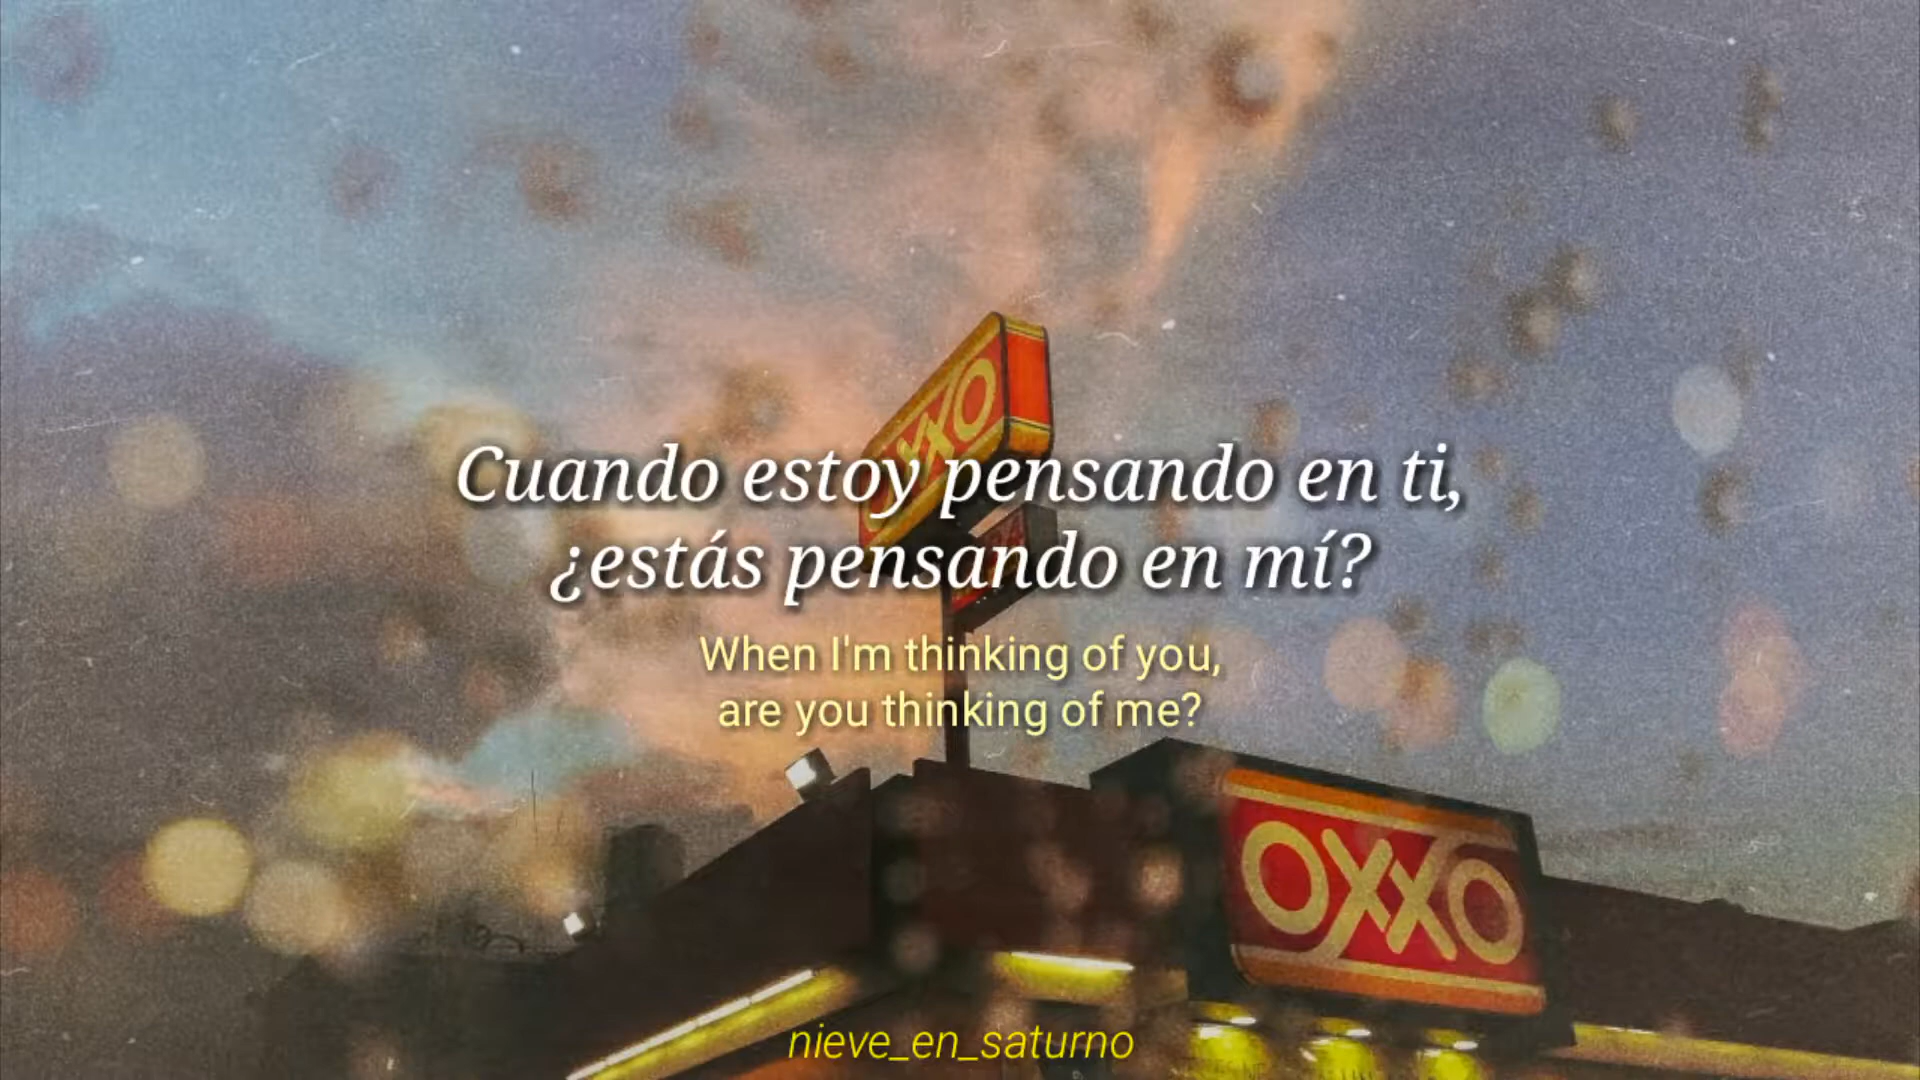 OXXO
Cuando estoy pensando en ti,
¿estás pensando en mí?
When I'm thinking of you,
are you thinking of me?
OXXO
nieve_en_saturno